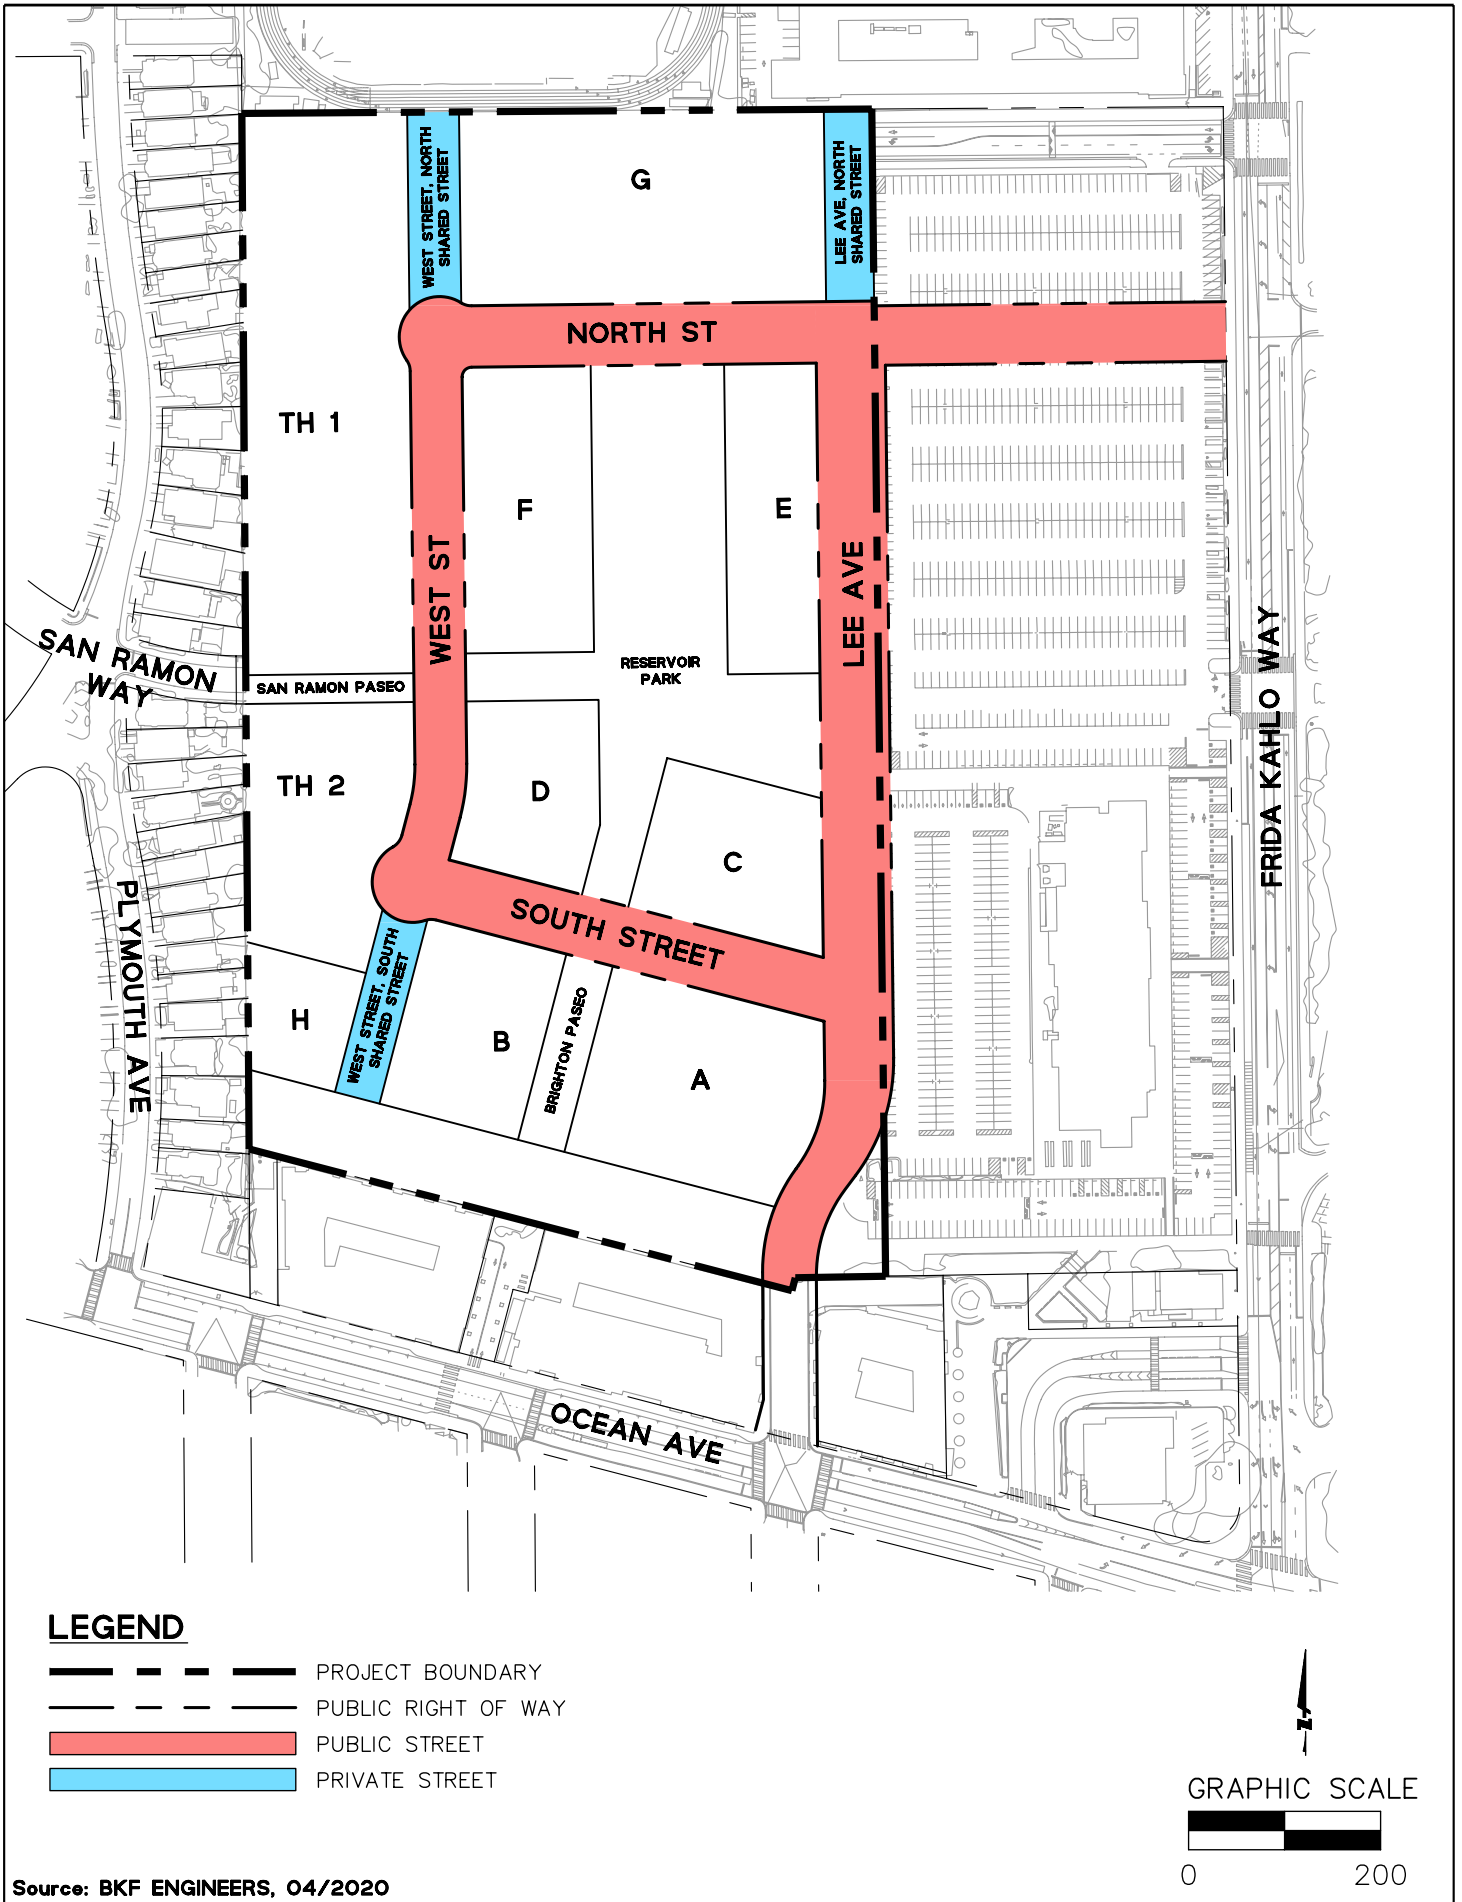 WEST STREET, NORTH
SHARED STREET
G
LEE AVE, NORTH
SHARED STREET
NORTH ST
TH 1
F
E
WEST ST
LEE AVE
SAN RAMON
WAY
SAN RAMON PASEO
RESERVOIR
PARK
FRIDA KAHLO WAY
TH 2
D
C
PLYMOUTH AVE
SOUTH STREET
WEST STREET, SOUTH
SHARED STREET
H
B
BRIGHTON PASEO
A
OCEAN AVE
LEGEND
PROJECT BOUNDARY
PUBLIC RIGHT OF WAY
PUBLIC STREET
PRIVATE STREET
N
GRAPHIC SCALE
0 200
Source: BKF ENGINEERS, 04/2020